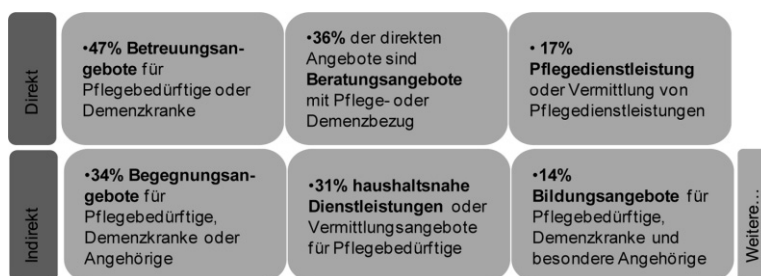 Direkt
•47% Betreuungsan-
gebote für
Pflegebedürftige oder
Demenzkranke
•36% der direkten
Angebote sind
Beratungsangebote
mit Pflege- oder
Demenzbezug
• 17%
Pflegedienstleistung
oder Vermittlung von
Pflegedienstleistungen
Indirekt
•34% Begegnungsan-
gebote für
Pflegebedürftige,
Demenzkranke oder
Angehörige
•31% haushaltsnahe
Dienstleistungen oder
Vermittlungsangebote
für Pflegebedürftige
•14%
Bildungsangebote für
Pflegebedürftige,
Demenzkranke und
besondere Angehörige
Weitere...